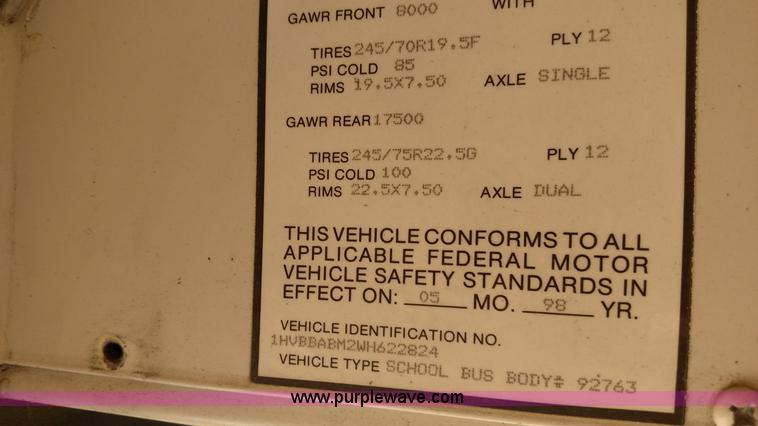 GAWR FRONT 8000 WITH
TIRES 245/70R19.5F PLY 12
PSI COLD 85
RIMS 19.5X7.50 AXLE SINGLE
GAWR REAR 17500
TIRES 245/75R22.5G PLY 12
PSI COLD 100
RIMS 22.5X7.50 AXLE DUAL
THIS VEHICLE CONFORMS TO ALL
APPLICABLE FEDERAL MOTOR
VEHICLE SAFETY STANDARDS IN
EFFECT ON: 05 MO. 98 YR.
VEHICLE IDENTIFICATION NO.
1HVBBABM2WH622824
VEHICLE TYPE SCHOOL BUS BODY# 92763
www.purplewave.com